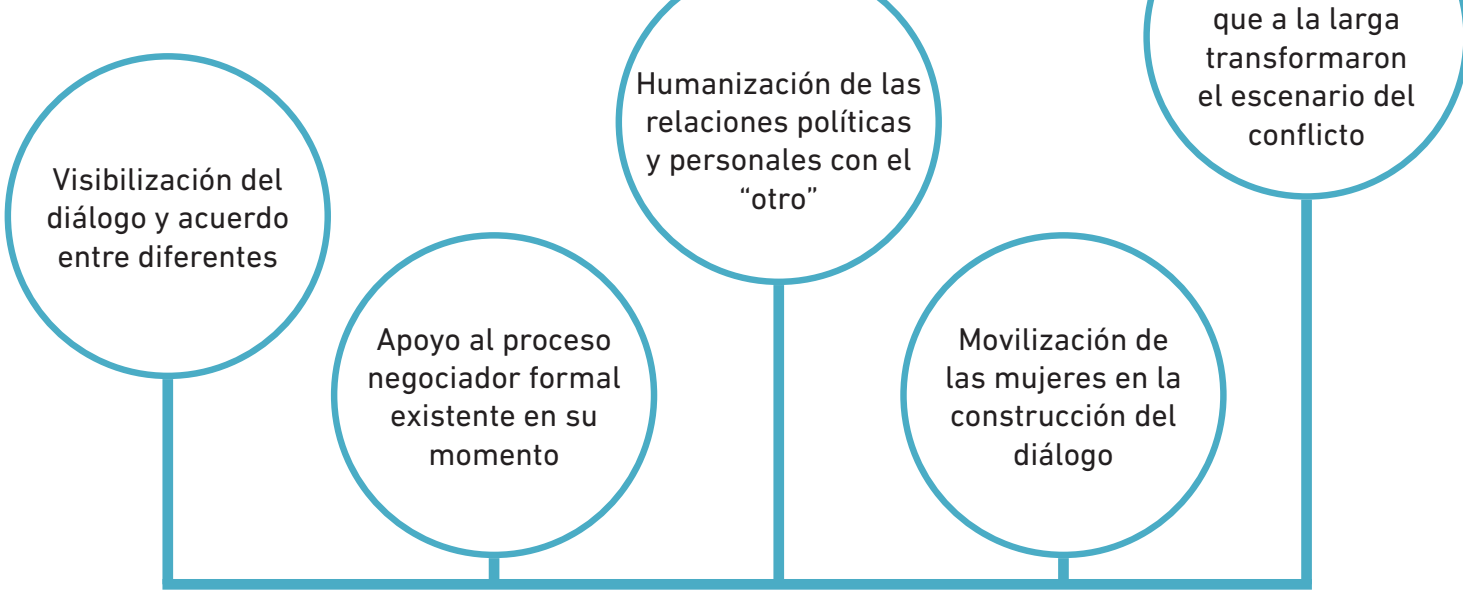 Visibilización del
diálogo y acuerdo
entre diferentes
Apoyo al proceso
negociador formal
existente en su
momento
Humanización de las
relaciones políticas
y personales con el
“otro”
Movilización de
las mujeres en la
construcción del
diálogo
que a la larga
transformaron
el escenario del
conflicto